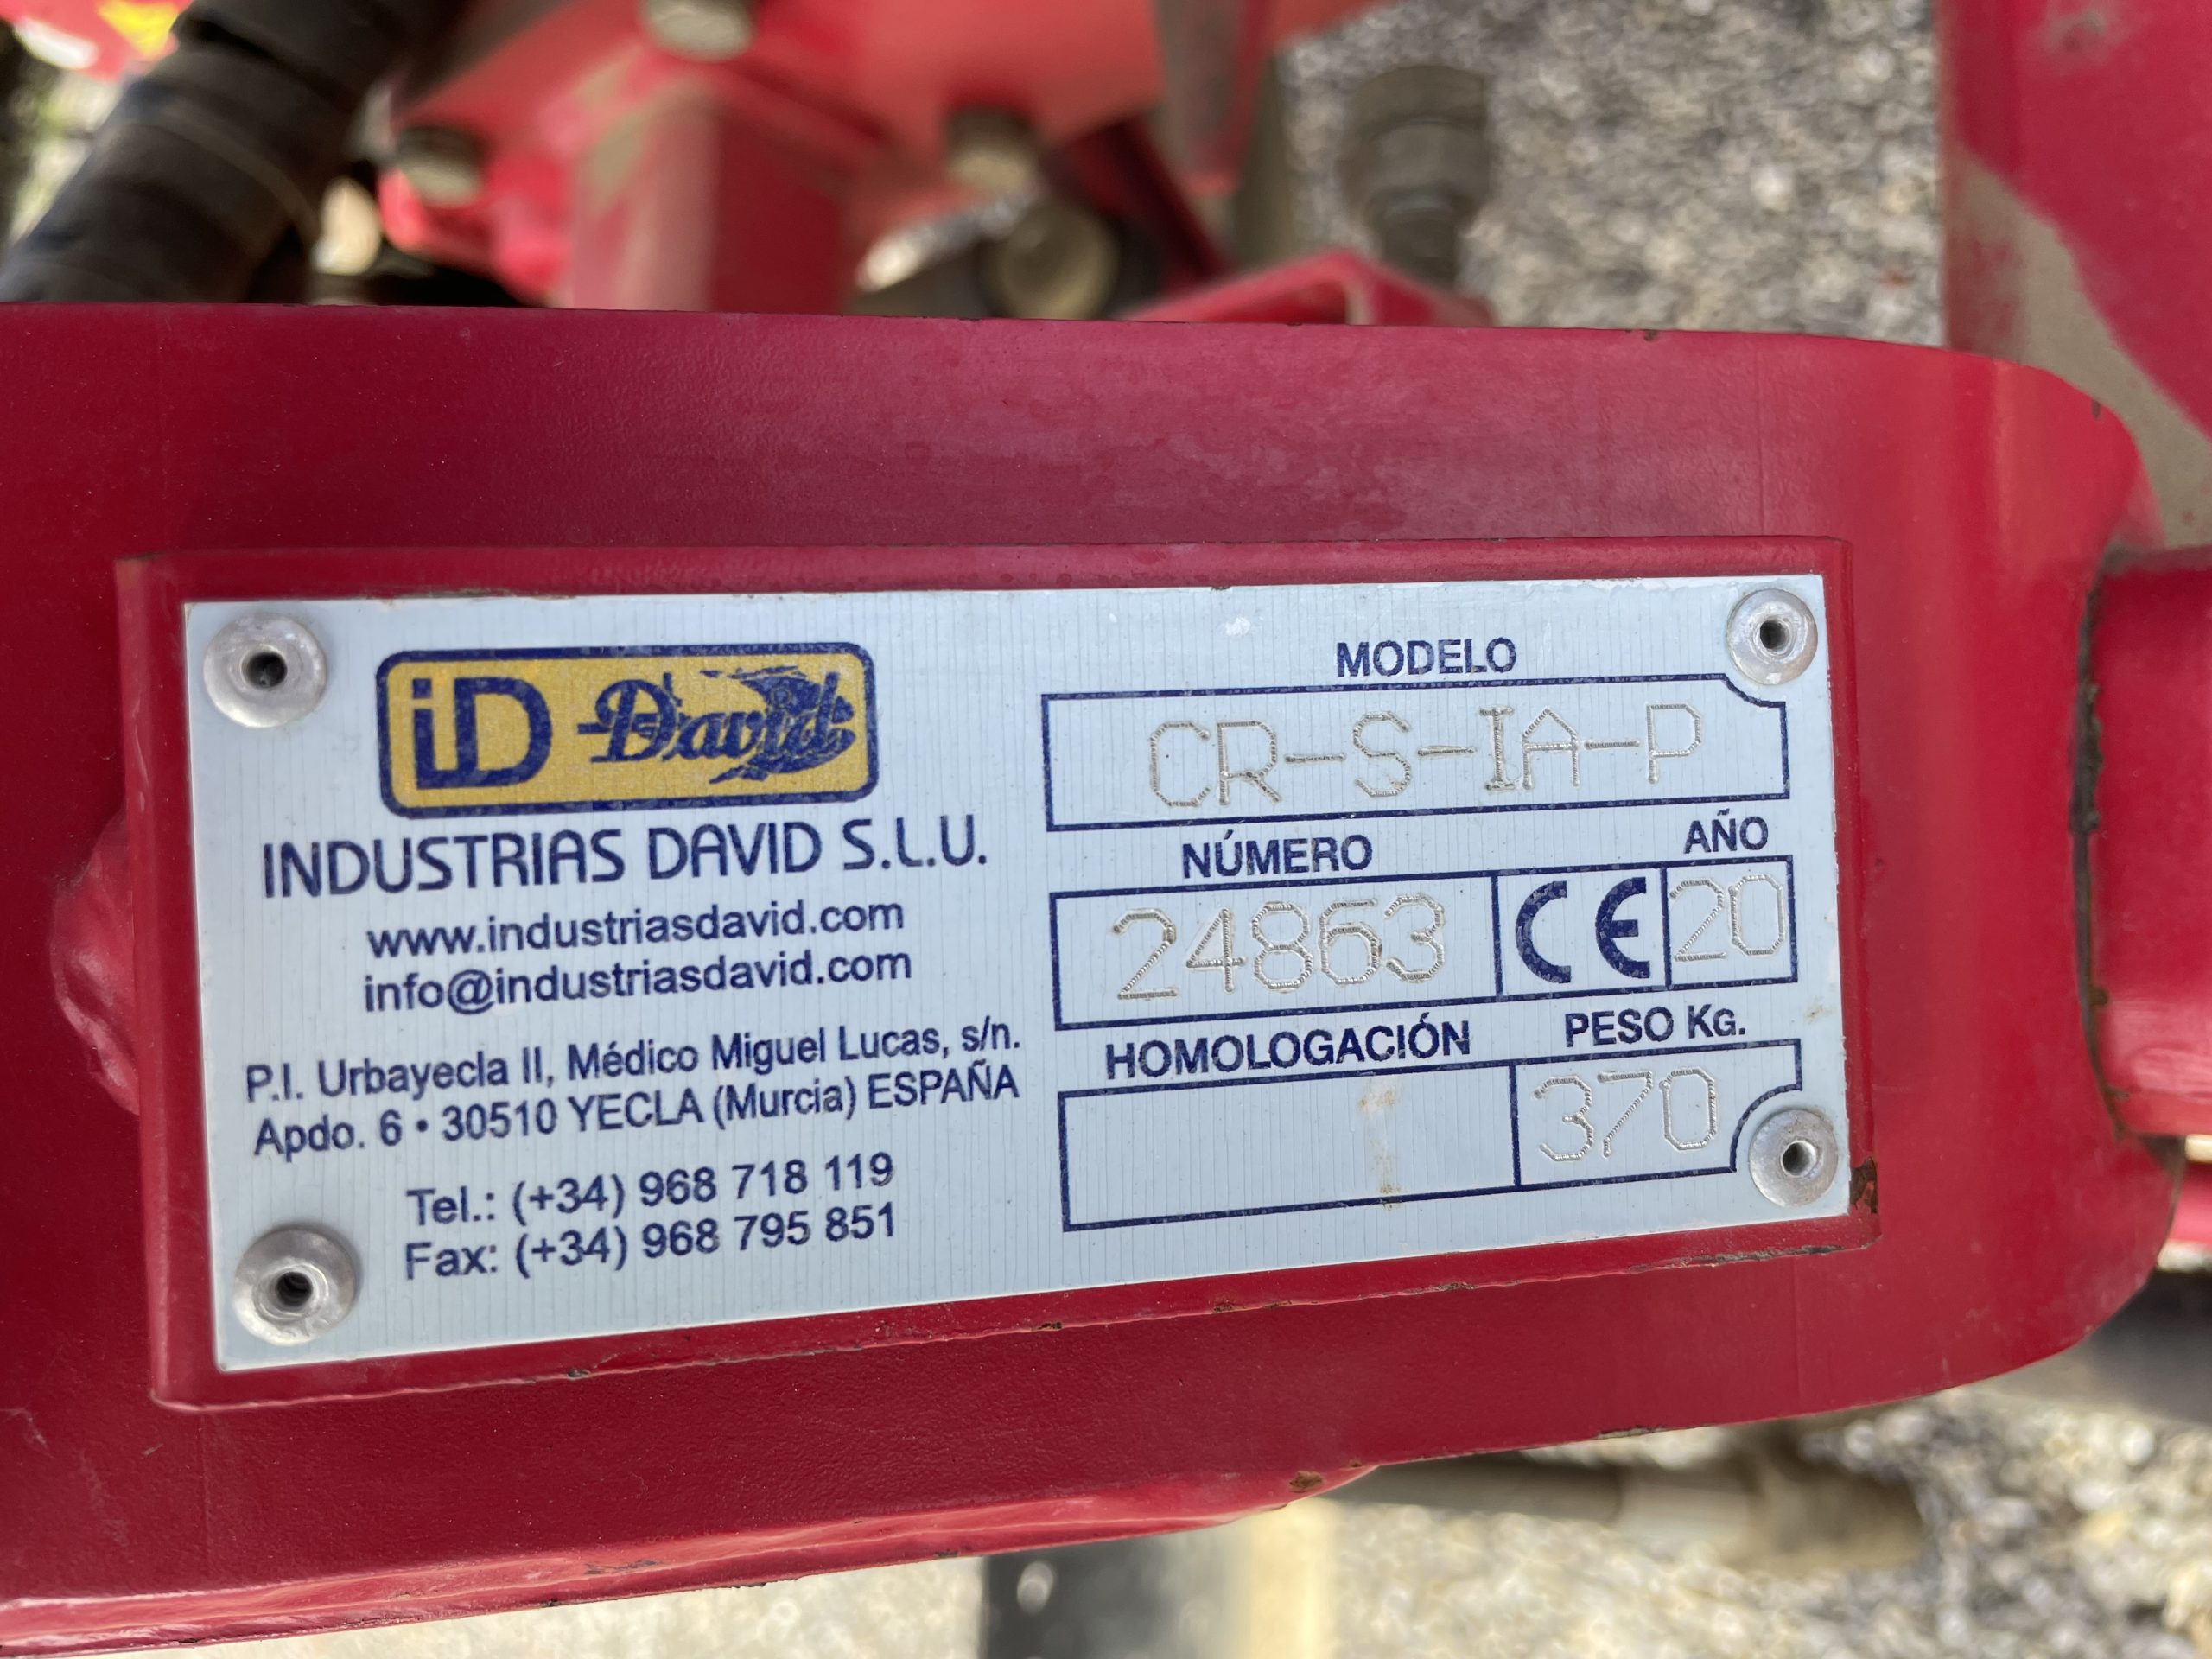 iD David
INDUSTRIAS DAVID S.L.U.
www.industriasdavid.com
info@industriasdavid.com
P.I. Urbayecla II, Médico Miguel Lucas, s/n.
Apdo. 6 • 30510 YECLA (Murcia) ESPAÑA
Tel.: (+34) 968 718 119
Fax: (+34) 968 795 851
MODELO
CR-S-IA-P
NÚMERO AÑO
24863 CE 20
HOMOLOGACIÓN PESO KG.
370